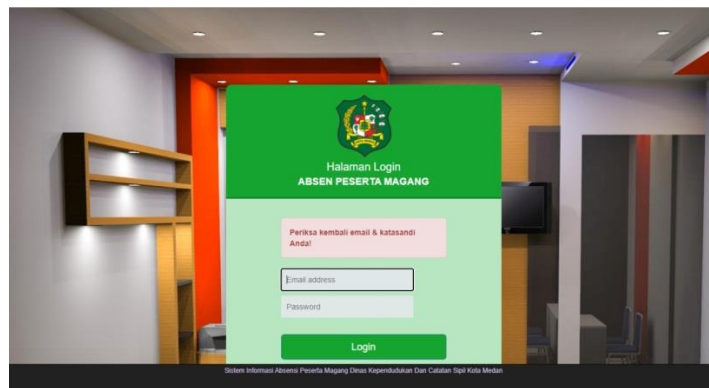 Halaman Login
ABSEN PESERTA MAGANG
Periksa kembali email & katasandi
Anda!
Email address
Password
Login
Sistem Informasi Absensi Peserta Magang Dinas Kependudukan Dan Catatan Sipil Kota Medan